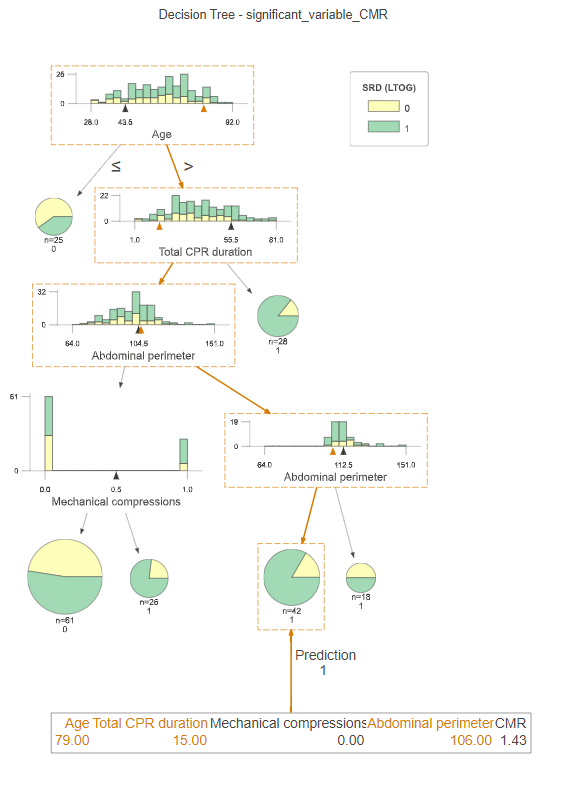 Decision Tree - significant_variable_CMR
25
0
28.0 43.5 92.0
Age
SRD (LTOG)
0
1
≤ >
22
0
1.0 55.5 81.0
Total CPR duration
n=25
0
32
0
64.0 104.5 151.0
Abdominal perimeter
n=28
1
61
0
0.0 0.5 1.0
Mechanical compressions
19
0
64.0 112.5 151.0
Abdominal perimeter
n=61
0
n=26
1
n=42
1
n=18
1
Prediction
1
Age Total CPR duration Mechanical compressions Abdominal perimeter CMR
79.00 15.00 0.00 106.00 1.43